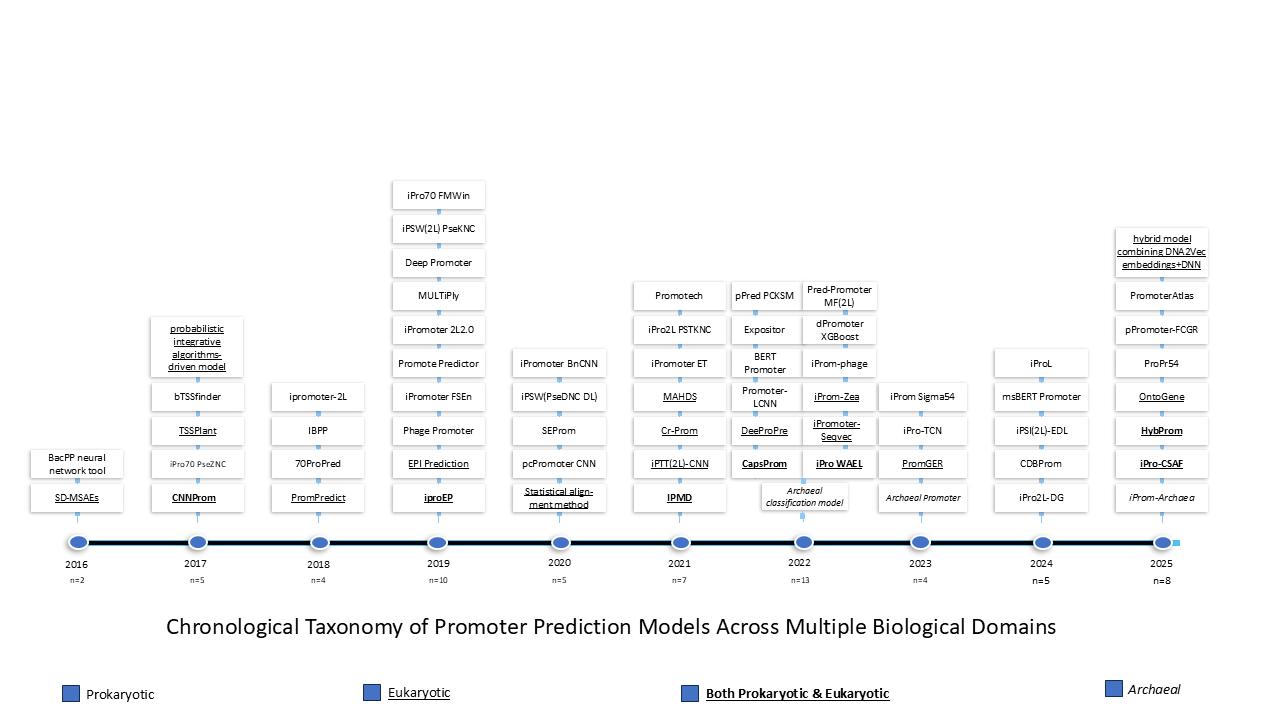 iPro70 FMWin
iPSW(2L) PseKNC
Deep Promoter
MULTiPly
iPromoter 2L2.0
Promote Predictor
iPromoter FSEn
Phage Promoter
EPI Prediction
iproEP
BacPP neural
network tool
SD-MSAEs
probabilistic
integrative
algorithms-
driven model
bTSSfinder
TSSPlant
iPro70 PseZNC
CNNProm
ipromoter-2L
IBPP
70ProPred
PromPredict
iPromoter BnCNN
iPSW(PseDNC DL)
SEProm
pcPromoter CNN
Statistical align-
ment method
Promotech
iPro2L PSTKNC
iPromoter ET
MAHDS
Cr-Prom
iPTT(2L)-CNN
IPMD
pPred PCKSM
Expositor
BERT
Promoter
Promoter-
LCNN
DeeProPre
CapsProm
Pred-Promoter
MF(2L)
dPromoter
XGBoost
iProm-phage
iProm-Zea
iPromoter-
Seqvec
iPro WAEL
Archaeal
classification model
iProm Sigma54
iPro-TCN
PromGER
Archaeal Promoter
iProL
msBERT Promoter
iPSI(2L)-EDL
CDBProm
iPro2L-DG
hybrid model
combining DNA2Vec
embeddings+DNN
PromoterAtlas
pPromoter-FCGR
ProPr54
OntoGene
HybProm
iPro-CSAF
iProm-Archaea
2016
n=2
2017
n=5
2018
n=4
2019
n=10
2020
n=5
2021
n=7
2022
n=13
2023
n=4
2024
n=5
2025
n=8
Chronological Taxonomy of Promoter Prediction Models Across Multiple Biological Domains
Prokaryotic
Eukaryotic
Both Prokaryotic & Eukaryotic
Archaeal